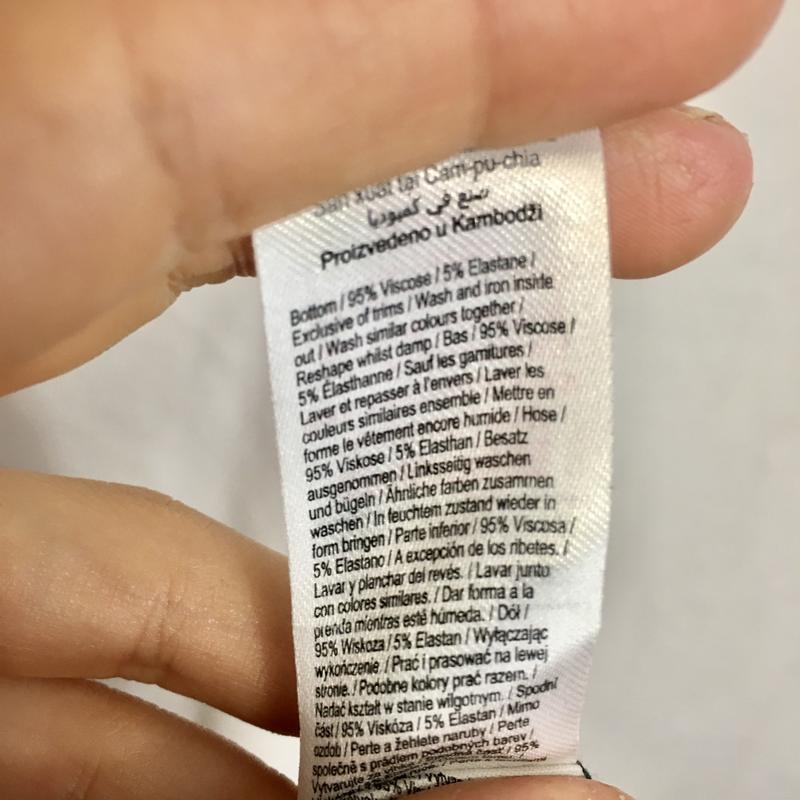 Sản xuất tại Cam-pu-chia
صنع في كمبوديا
Proizvedeno u Kambodži
Bottom / 95% Viscose / 5% Elastane /
Exclusive of trims / Wash and iron inside
out / Wash similar colours together /
Reshape whilst damp / Bas / 95% Viscose /
5% Élasthanne / Sauf les garnitures /
Laver et repasser à l'envers / Laver les
couleurs similaires ensemble / Mettre en
forme le vêtement encore humide / Hose /
95% Viskose / 5% Elasthan / Besatz
ausgenommen / Linksseitig waschen
und bügeln / Ähnliche farben zusammen
waschen / In feuchtem zustand wieder in
form bringen / Parte inferior / 95% Viscosa /
5% Elastano / A excepción de los ribetes. /
Lavar y planchar del revés. / Lavar junto
con colores similares. / Dar forma a la
prenda mientras esté húmeda. / Dół /
95% Wiskoza / 5% Elastan / Wyłączając
wykończenie. / Prać i prasować na lewej
stronie. / Podobne kolory prać razem. /
Nadać kształt w stanie wilgotnym. / Spodní
část / 95% Viskóza / 5% Elastan / Mimo
ozdob / Perte a žehlete naruby / Perte
společně s prádlem podobných barev /
Vytvarujte za